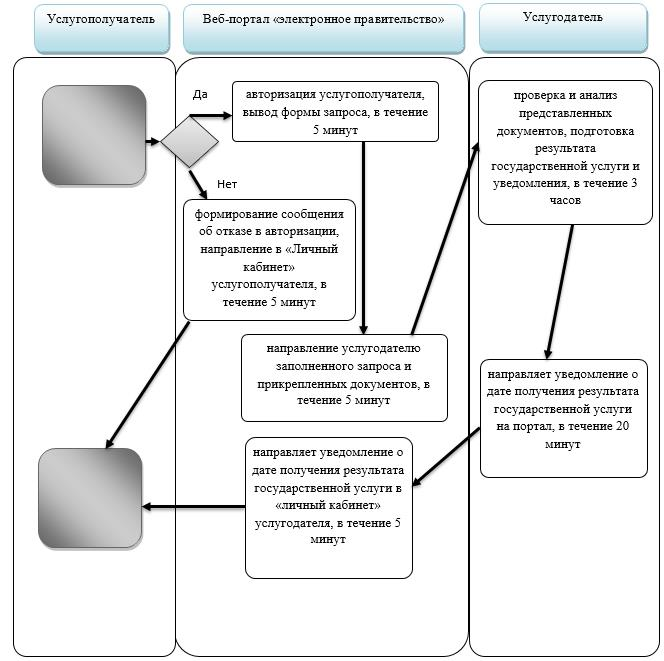 Услугополучатель
Веб-портал «электронное правительство»
Услугодатель
Да
авторизация услугополучателя,
вывод формы запроса, в течение
5 минут
Нет
формирование сообщения
об отказе в авторизации,
направление в «Личный
кабинет»
услугополучателя, в
течение 5 минут
направление услугодателю
заполненного запроса и
прикрепленных документов, в
течение 5 минут
проверка и анализ
представленных
документов, подготовка
результата
государственной услуги и
уведомления, в течение 3
часов
направляет уведомление о
дате получения результата
государственной услуги
на портал, в течение 20
минут
направляет уведомление о
дате получения результата
государственной услуги в
«личный кабинет»
услугодателя, в течение 5
минут